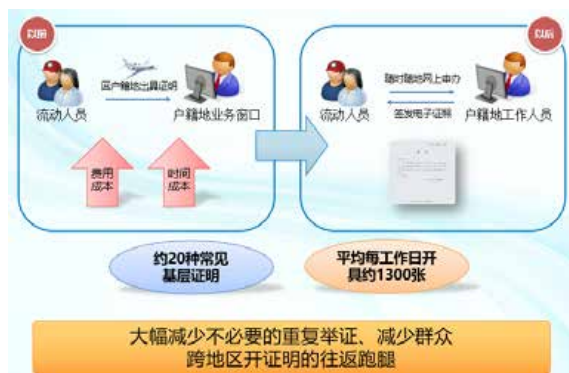 以前
回户籍地出具证明
流动人员
户籍地业务窗口
费用
成本
时间
成本
以后
随时随地网上申办
签发电子证照
流动人员
户籍地工作人员
约20种常见
基层证明
平均每工作日开
具约1300张
大幅减少不必要的重复举证、减少群众
跨地区开证明的往返跑腿